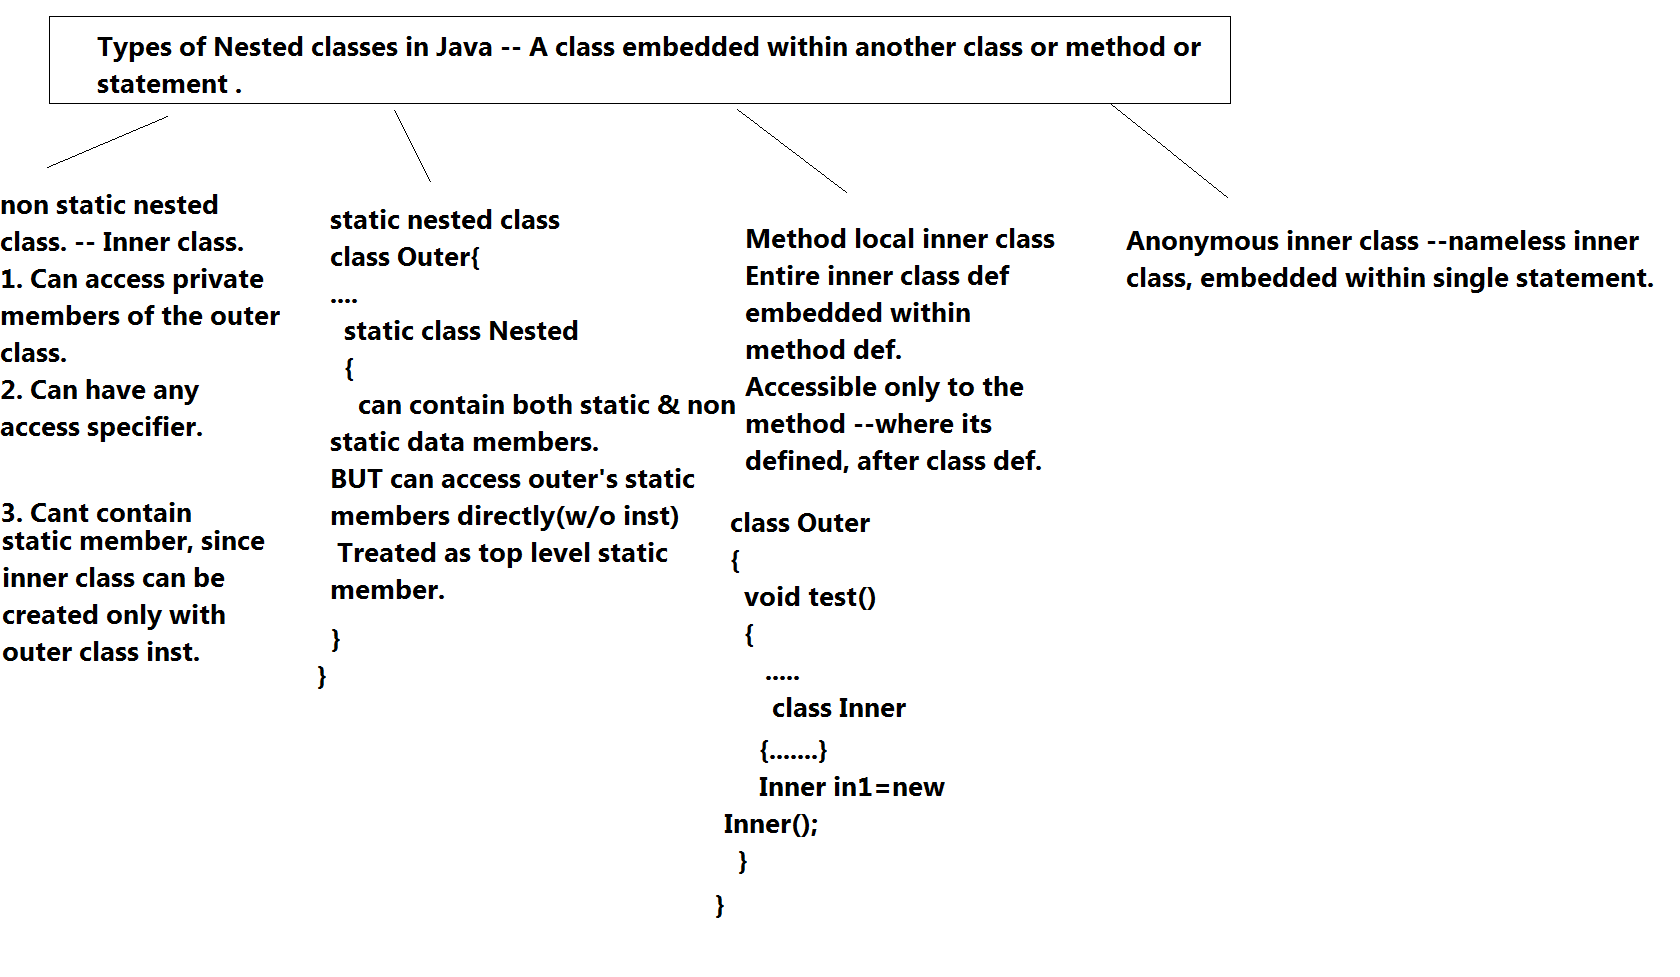 Types of Nested classes in Java -- A class embedded within another class or method or
statement .
non static nested
class. -- Inner class.
1. Can access private
members of the outer
class.
2. Can have any
access specifier.
3. Cant contain
static member, since
inner class can be
created only with
outer class inst.
static nested class
class Outer{
....
static class Nested
{
can contain both static & non
static data members.
BUT can access outer's static
members directly(w/o inst)
Treated as top level static
member.
}
}
Method local inner class
Entire inner class def
embedded within
method def.
Accessible only to the
method --where its
defined, after class def.
class Outer
{
void test()
{
.....
class Inner
{.......}
Inner in1=new
Inner();
}
}
Anonymous inner class --nameless inner
class, embedded within single statement.